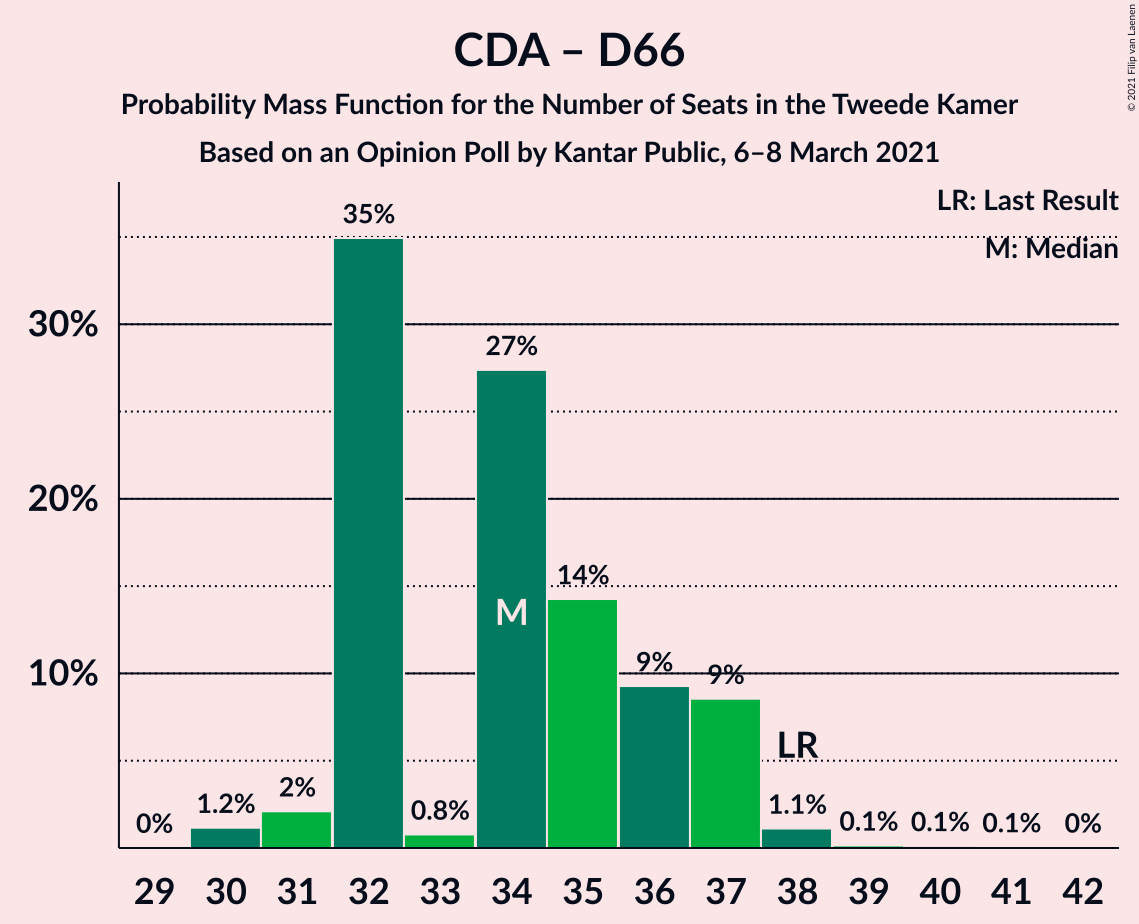 CDA – D66
Probability Mass Function for the Number of Seats in the Tweede Kamer
Based on an Opinion Poll by Kantar Public, 6–8 March 2021
© 2021 Filip van Laenen
LR: Last Result
M: Median
30%
20%
10%
0%
1.2%
2%
35%
0.8%
27%
14%
9%
9%
1.1%
0.1%
0.1%
0.1%
0%
M
LR
29 30 31 32 33 34 35 36 37 38 39 40 41 42